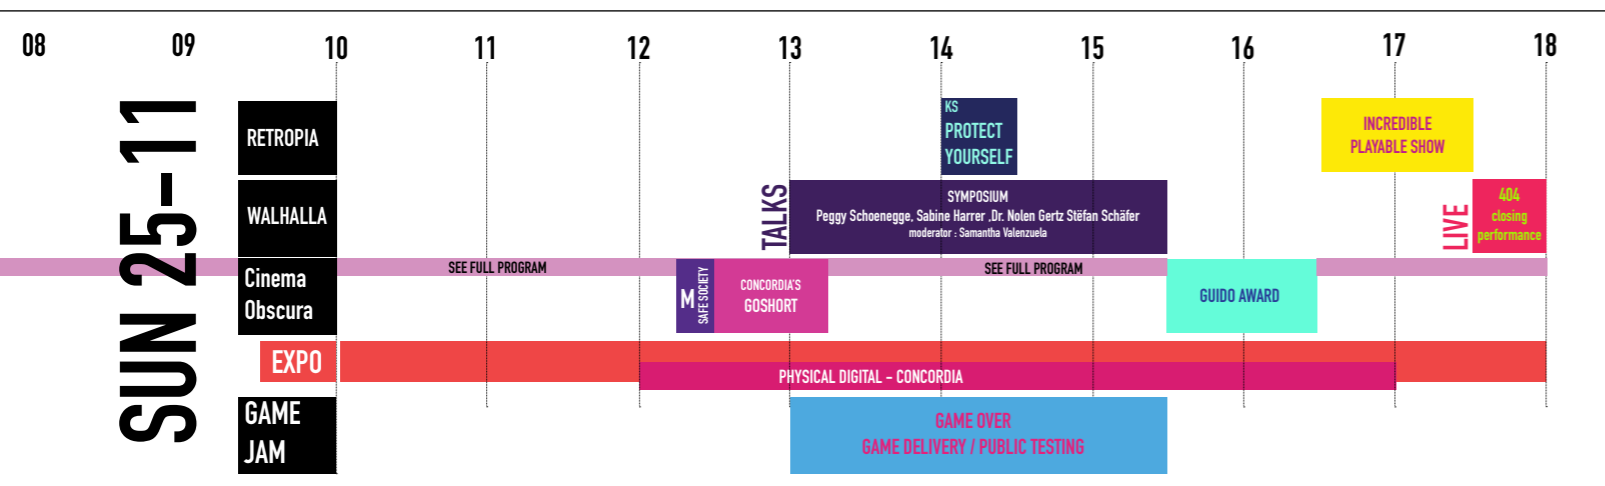 08 09 10 11 12 13 14 15 16 17 18
SUN 25-11
RETROPIA
KS
PROTECT
YOURSELF
INCREDIBLE
PLAYABLE SHOW
WALHALLA
TALKS
SYMPOSIUM
Peggy Schoenegge, Sabine Harrer ,Dr. Nolen Gertz Stëfan Schäfer
moderator : Samantha Valenzuela
LIVE
404
closing
performance
Cinema
Obscura
SEE FULL PROGRAM
M
SAFE SOCIETY
CONCORDIA'S
GOSHORT
SEE FULL PROGRAM
GUIDO AWARD
EXPO
PHYSICAL DIGITAL - CONCORDIA
GAME
JAM
GAME OVER
GAME DELIVERY / PUBLIC TESTING